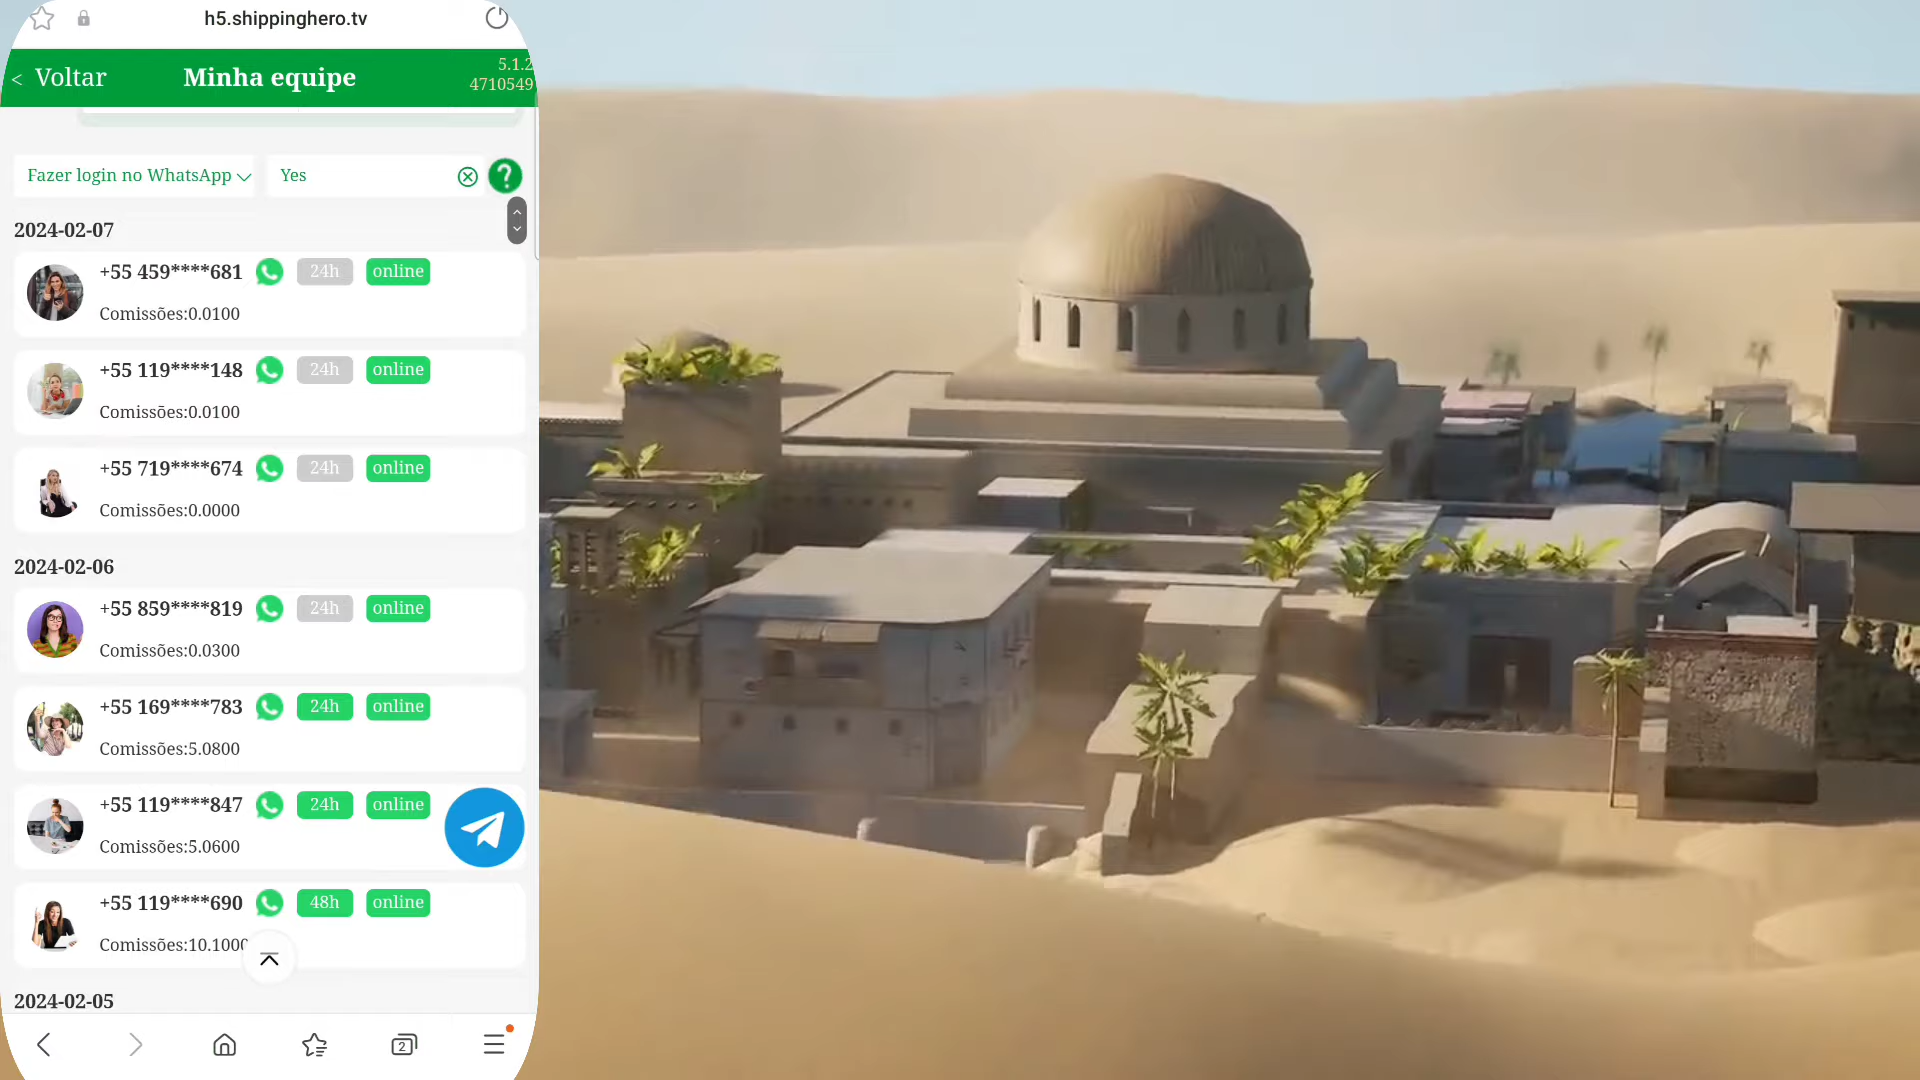 h5.shippinghero.tv
< Voltar
Minha equipe
5.1.2
4710549
Fazer login no WhatsApp
Yes
?
2024-02-07
+55 459****681 24h online
Comissões:0.0100
+55 119****148 24h online
Comissões:0.0100
+55 719****674 24h online
Comissões:0.0000
2024-02-06
+55 859****819 24h online
Comissões:0.0300
+55 169****783 24h online
Comissões:5.0800
+55 119****847 24h online
Comissões:5.0600
+55 119****690 48h online
Comissões:10.1000
2024-02-05
2